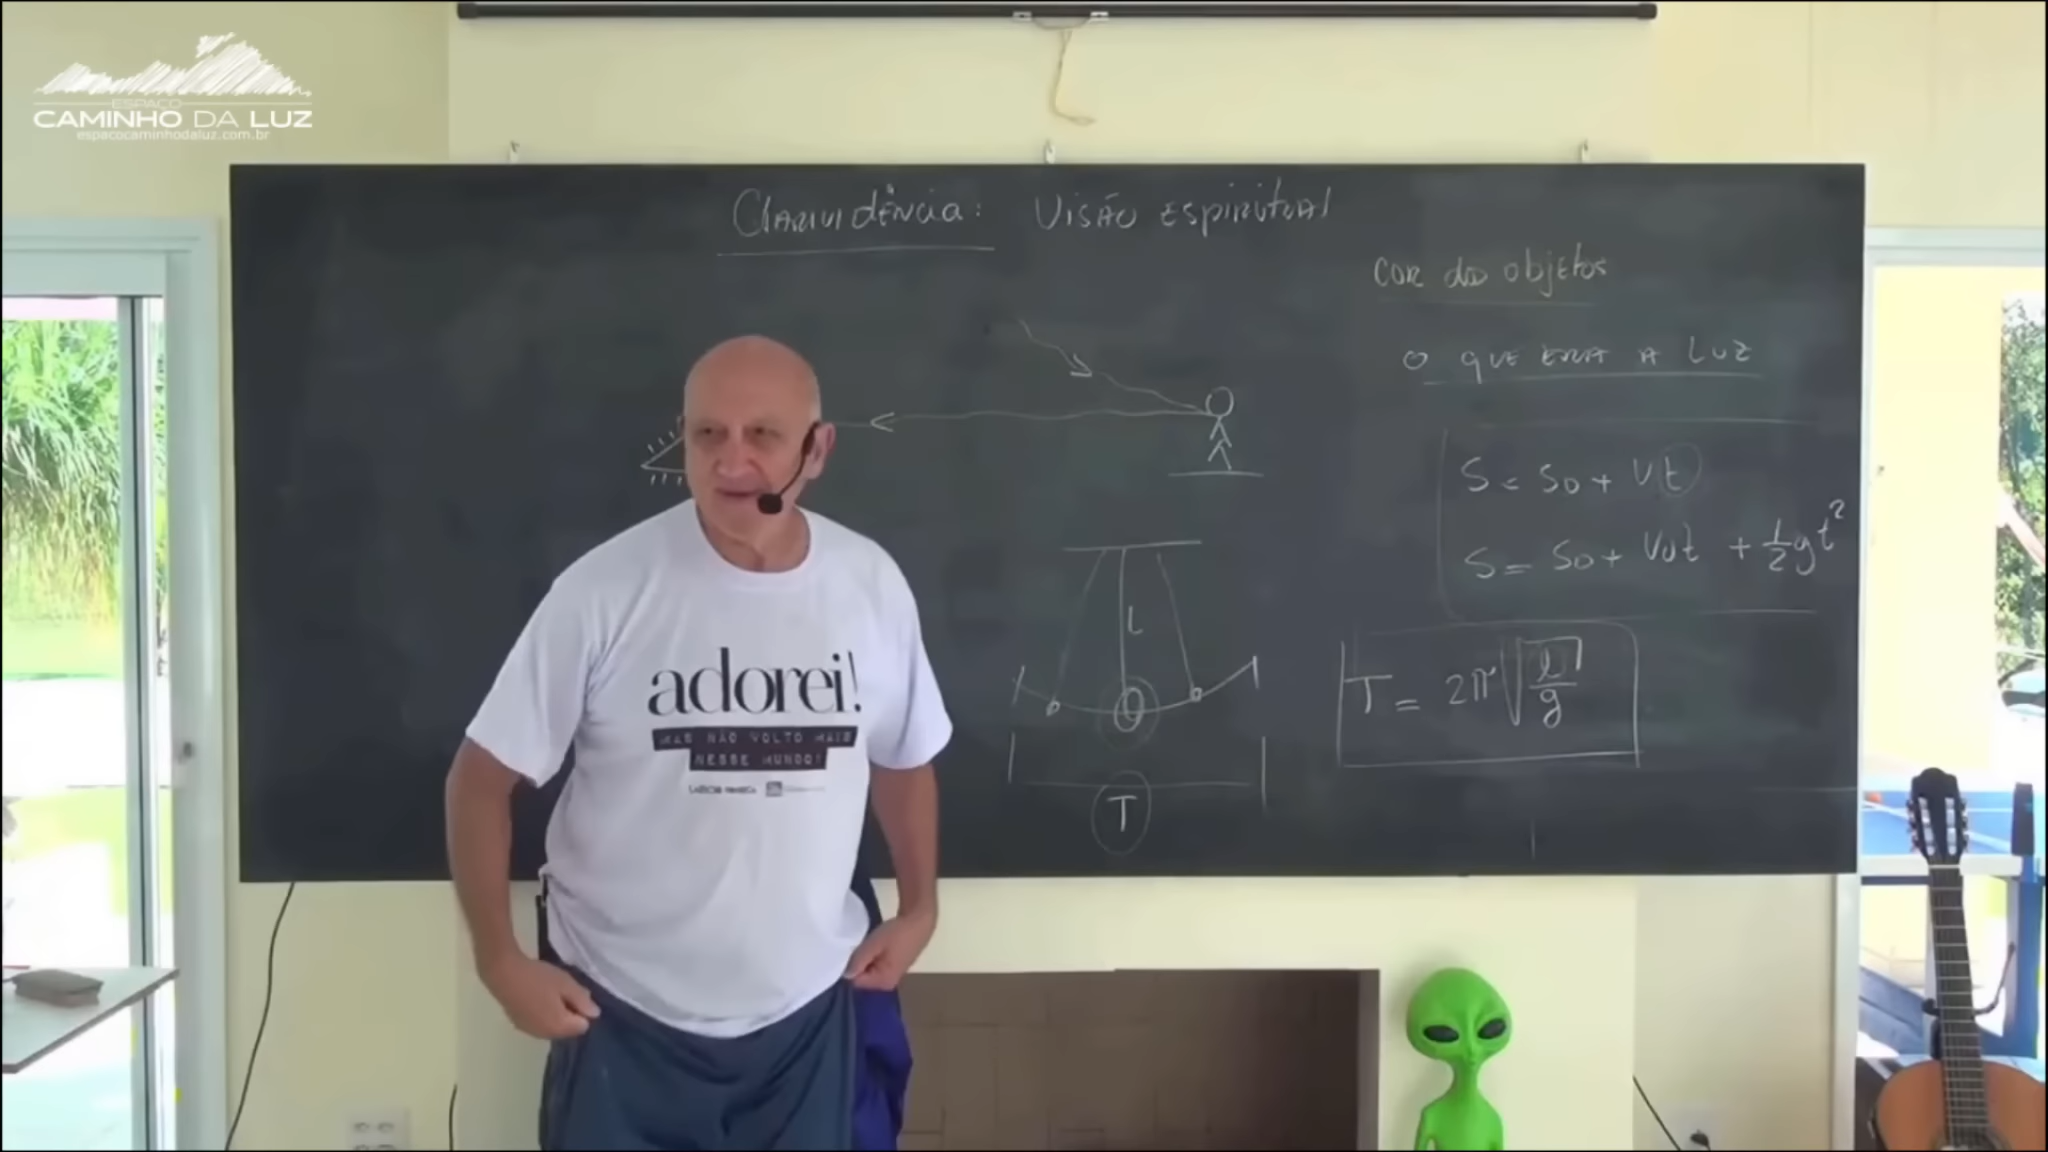 ESPAÇO
CAMINHO DA LUZ
espacocaminhodaluz.com.br
Clarividência: Visão Espiritual
Cor dos objetos
O que era a Luz
S = So + Vt
S = So + Vot + 1/2 gt²
L
T = 2π√l/g
T
adorei!
MAS NÃO VOLTO MAIS
NESSE MUNDO!